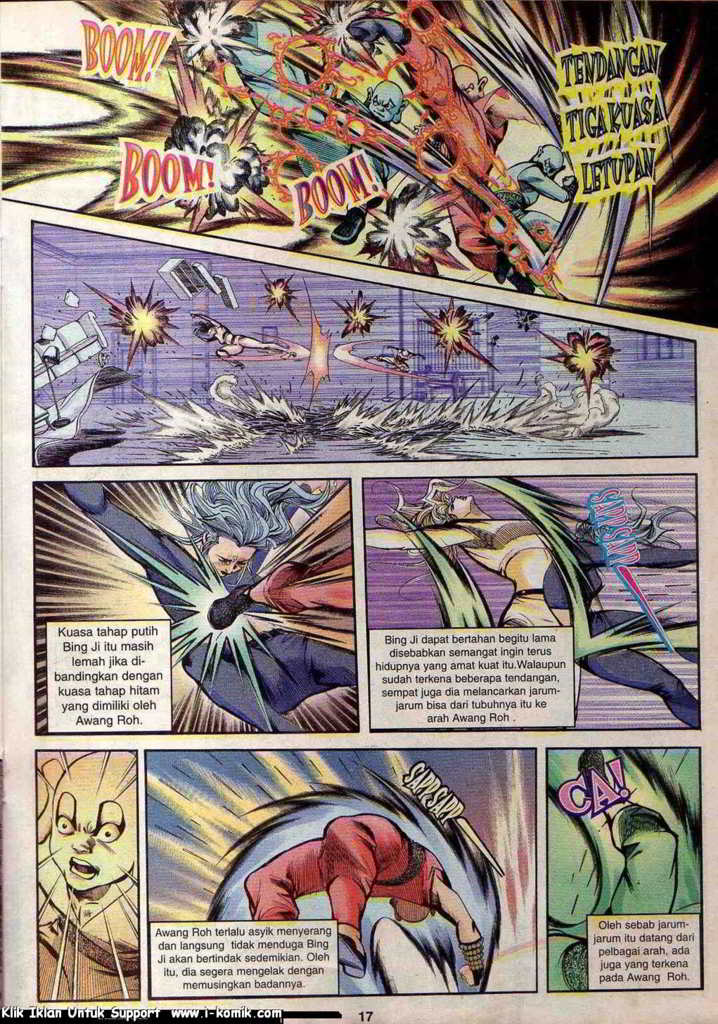 BOOM!
TENDANGAN
TIGA KUASA
LETUPAN
BOOM!
BOOM!
Kuasa tahap putih
Bing Ji itu masih
lemah jika di-
bandingkan dengan
kuasa tahap hitam
yang dimiliki oleh
Awang Roh.
Bing Ji dapat bertahan begitu lama
disebabkan semangat ingin terus
hidupnya yang amat kuat itu.Walaupun
sudah terkena beberapa tendangan,
sempat juga dia melancarkan jarum-
jarum bisa dari tubuhnya itu ke
arah Awang Roh .
Awang Roh terlalu asyik menyerang
dan langsung tidak menduga Bing
Ji akan bertindak sedemikian. Oleh
itu, dia segera mengelak dengan
memusingkan badannya.
CA!
Oleh sebab jarum-
jarum itu datang dari
pelbagai arah, ada
juga yang terkena
pada Awang Roh.
Klik Iklan Untuk Support www.i-komik.com
17